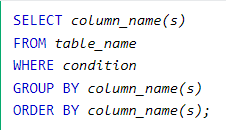 SELECT column_name(s)
FROM table_name
WHERE condition
GROUP BY column_name(s)
ORDER BY column_name(s);